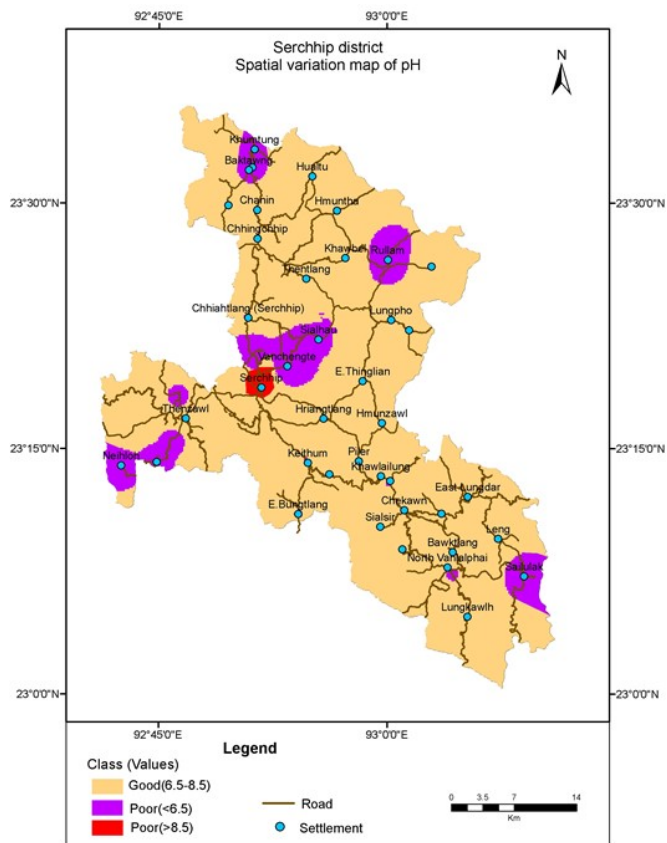 92°45'0"E 93°0'0"E
Serchhip district
Spatial variation map of pH
N
Khumtung
Baktawng
Hualtu
Chanin
Hmuntha
23°30'0"N 23°30'0"N
Chhingchhip
Khawbel
Rullam
Thentlang
Chhiahtlang (Serchhip)
Lungpho
Sialhau
Vanchengte
Serchhip
E.Thinglian
Thenzawl
Hriangtlang
Hmunzawl
23°15'0"N 23°15'0"N
Neihloh
Keithum
Piler
Khawlailung
East Lungdar
E.Bungtlang
Chekawn
Sialsir
Leng
Bawktlang
North Vanlaiphai
Sailulak
Lungkawlh
23°0'0"N 23°0'0"N
92°45'0"E 93°0'0"E
Legend
Class (Values)
Good(6.5-8.5)
Poor(<6.5)
Poor(>8.5)
Road
Settlement
0 3.5 7 14
Km